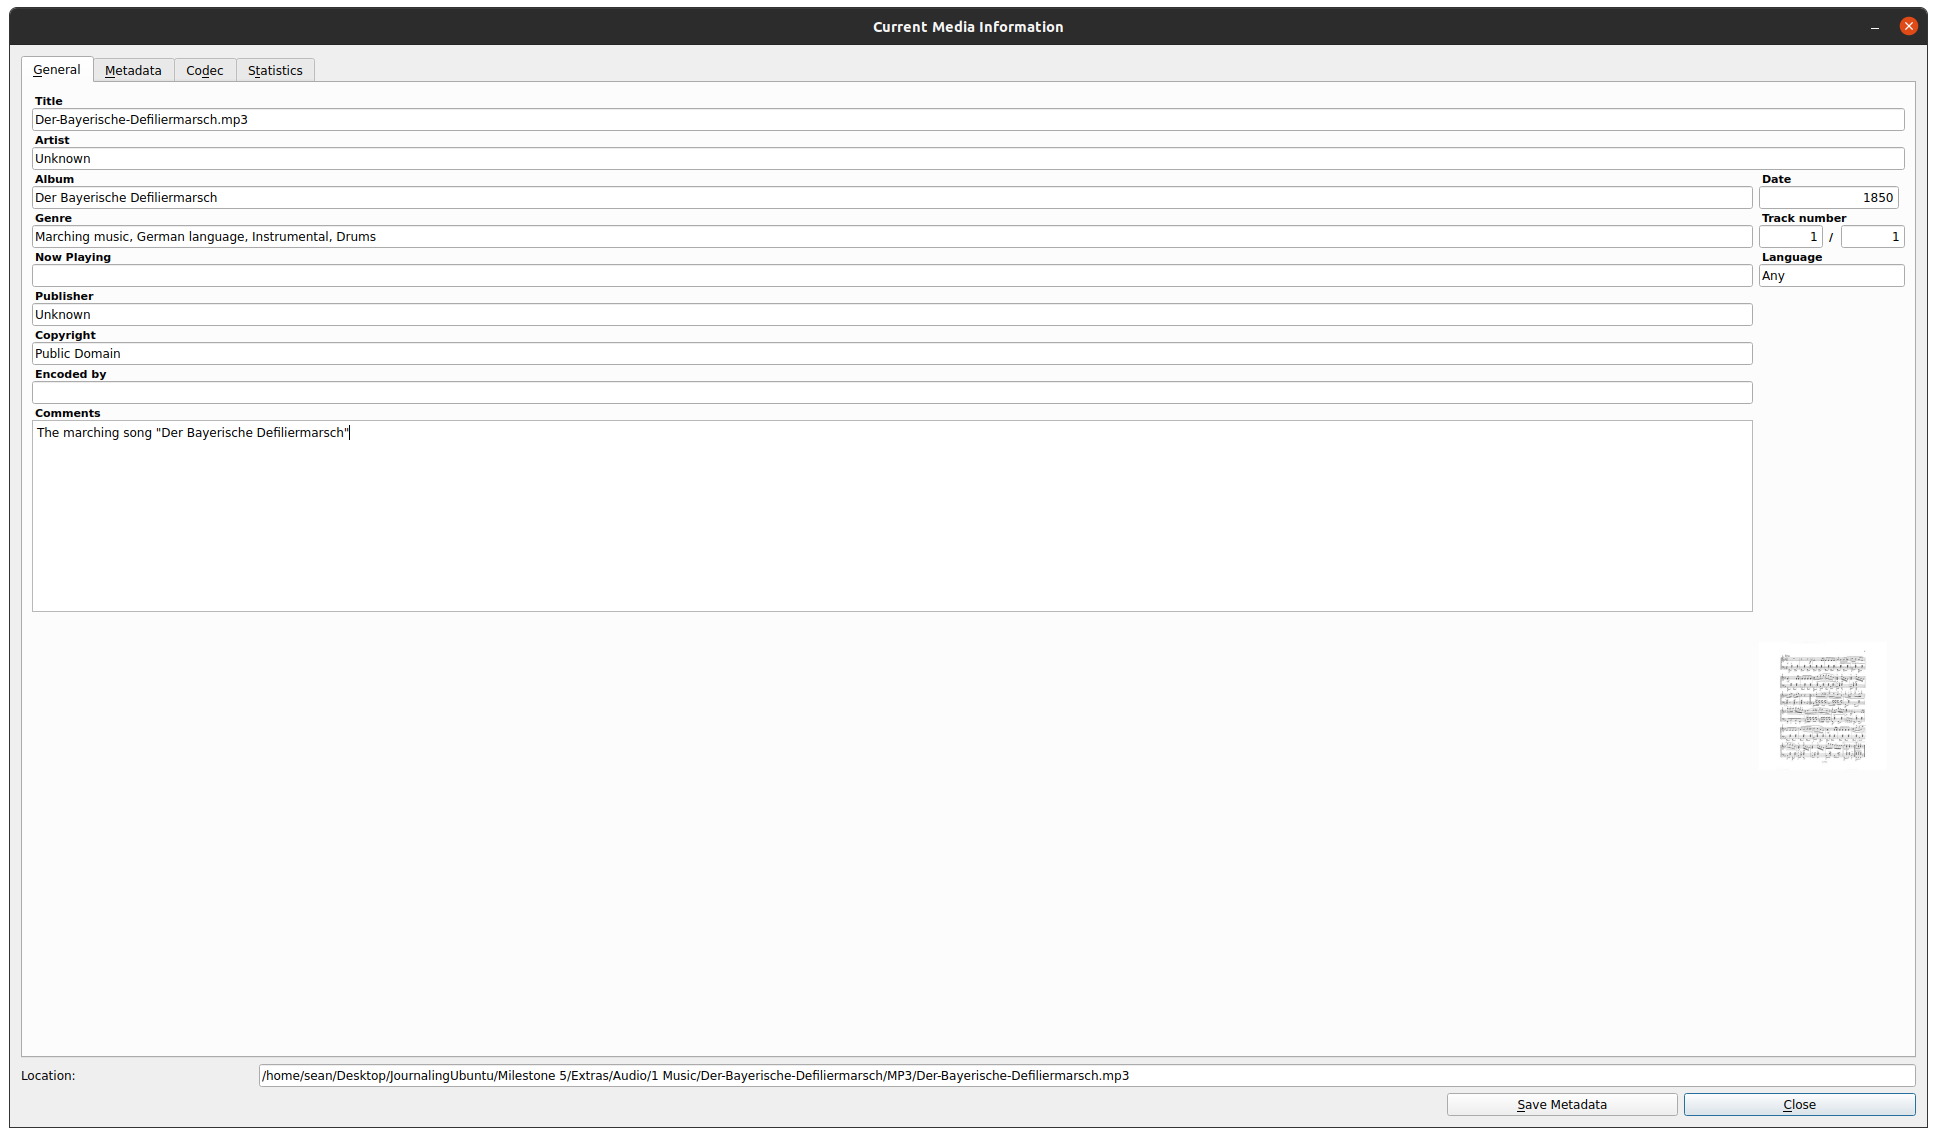 Current Media Information
General Metadata Codec Statistics
Title
Der-Bayerische-Defiliermarsch.mp3
Artist
Unknown
Album Date
Der Bayerische Defiliermarsch 1850
Genre Track number
Marching music, German language, Instrumental, Drums 1 / 1
Now Playing Language
Any
Publisher
Unknown
Copyright
Public Domain
Encoded by
Comments
The marching song "Der Bayerische Defiliermarsch"
Location: /home/sean/Desktop/JournalingUbuntu/Milestone 5/Extras/Audio/1 Music/Der-Bayerische-Defiliermarsch/MP3/Der-Bayerische-Defiliermarsch.mp3
Save Metadata Close